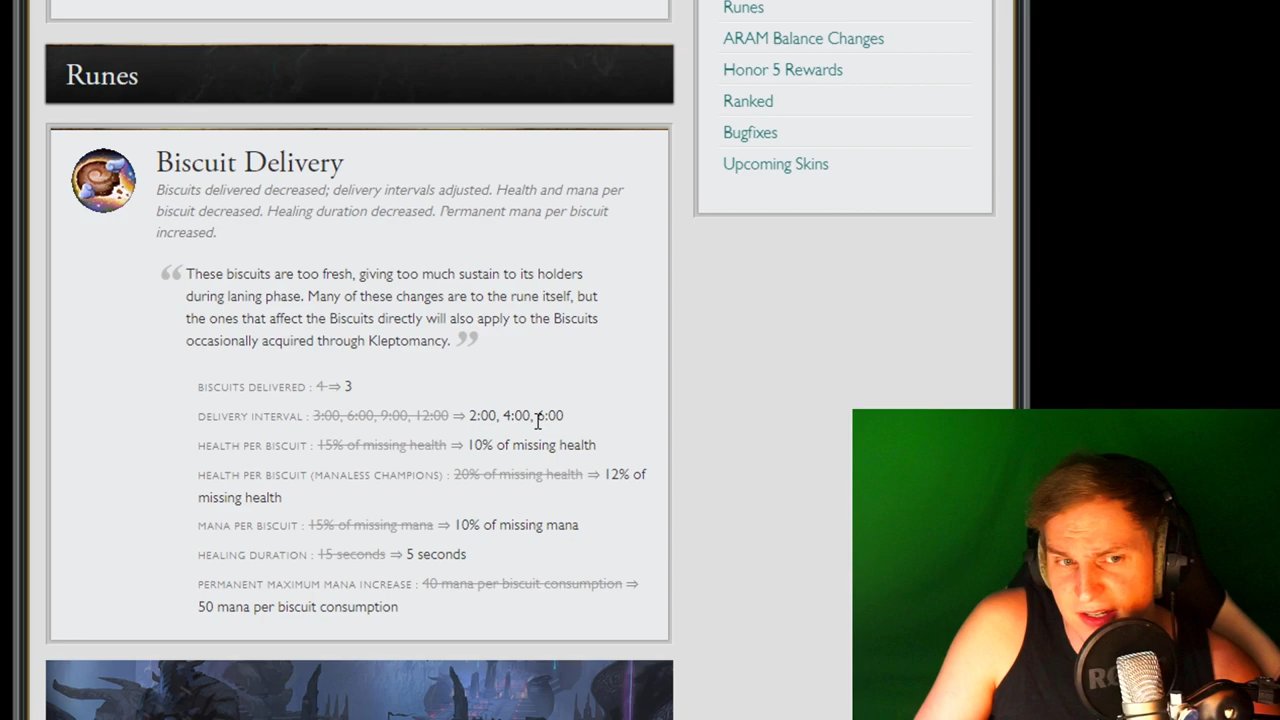 Runes
ARAM Balance Changes
Honor 5 Rewards
Ranked
Bugfixes
Upcoming Skins
Runes
Biscuit Delivery
Biscuits delivered decreased; delivery intervals adjusted. Health and mana per
biscuit decreased. Healing duration decreased. Permanent mana per biscuit
increased.
“ These biscuits are too fresh, giving too much sustain to its holders
during laning phase. Many of these changes are to the rune itself, but
the ones that affect the Biscuits directly will also apply to the Biscuits
occasionally acquired through Kleptomancy. ”
BISCUITS DELIVERED : 4 ⇒ 3
DELIVERY INTERVAL : 3:00, 6:00, 9:00, 12:00 ⇒ 2:00, 4:00, 6:00
HEALTH PER BISCUIT : 15% of missing health ⇒ 10% of missing health
HEALTH PER BISCUIT (MANALESS CHAMPIONS) : 20% of missing health ⇒ 12% of
missing health
MANA PER BISCUIT : 15% of missing mana ⇒ 10% of missing mana
HEALING DURATION : 15 seconds ⇒ 5 seconds
PERMANENT MAXIMUM MANA INCREASE : 40 mana per biscuit consumption ⇒
50 mana per biscuit consumption